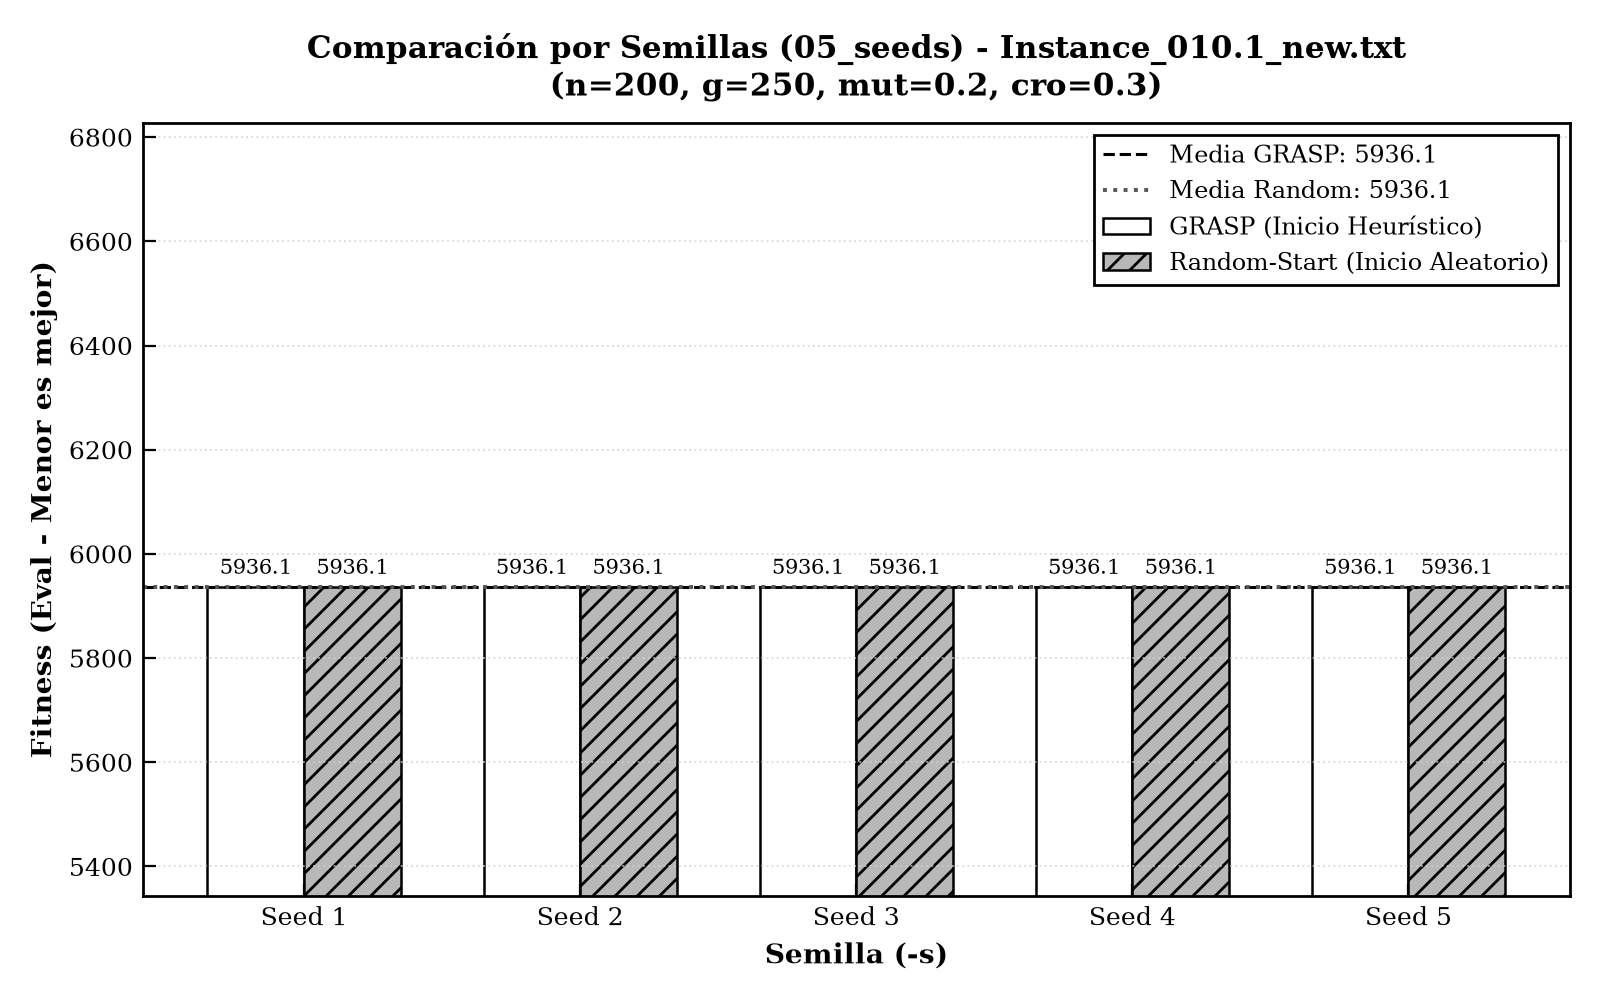 Comparación por Semillas (05_seeds) - Instance_010.1_new.txt
(n=200, g=250, mut=0.2, cro=0.3)
Media GRASP: 5936.1
Media Random: 5936.1
GRASP (Inicio Heurístico)
Random-Start (Inicio Aleatorio)
Fitness (Eval - Menor es mejor)
6800
6600
6400
6200
6000
5800
5600
5400
5936.1 5936.1 5936.1 5936.1 5936.1 5936.1 5936.1 5936.1 5936.1 5936.1
Seed 1 Seed 2 Seed 3 Seed 4 Seed 5
Semilla (-s)